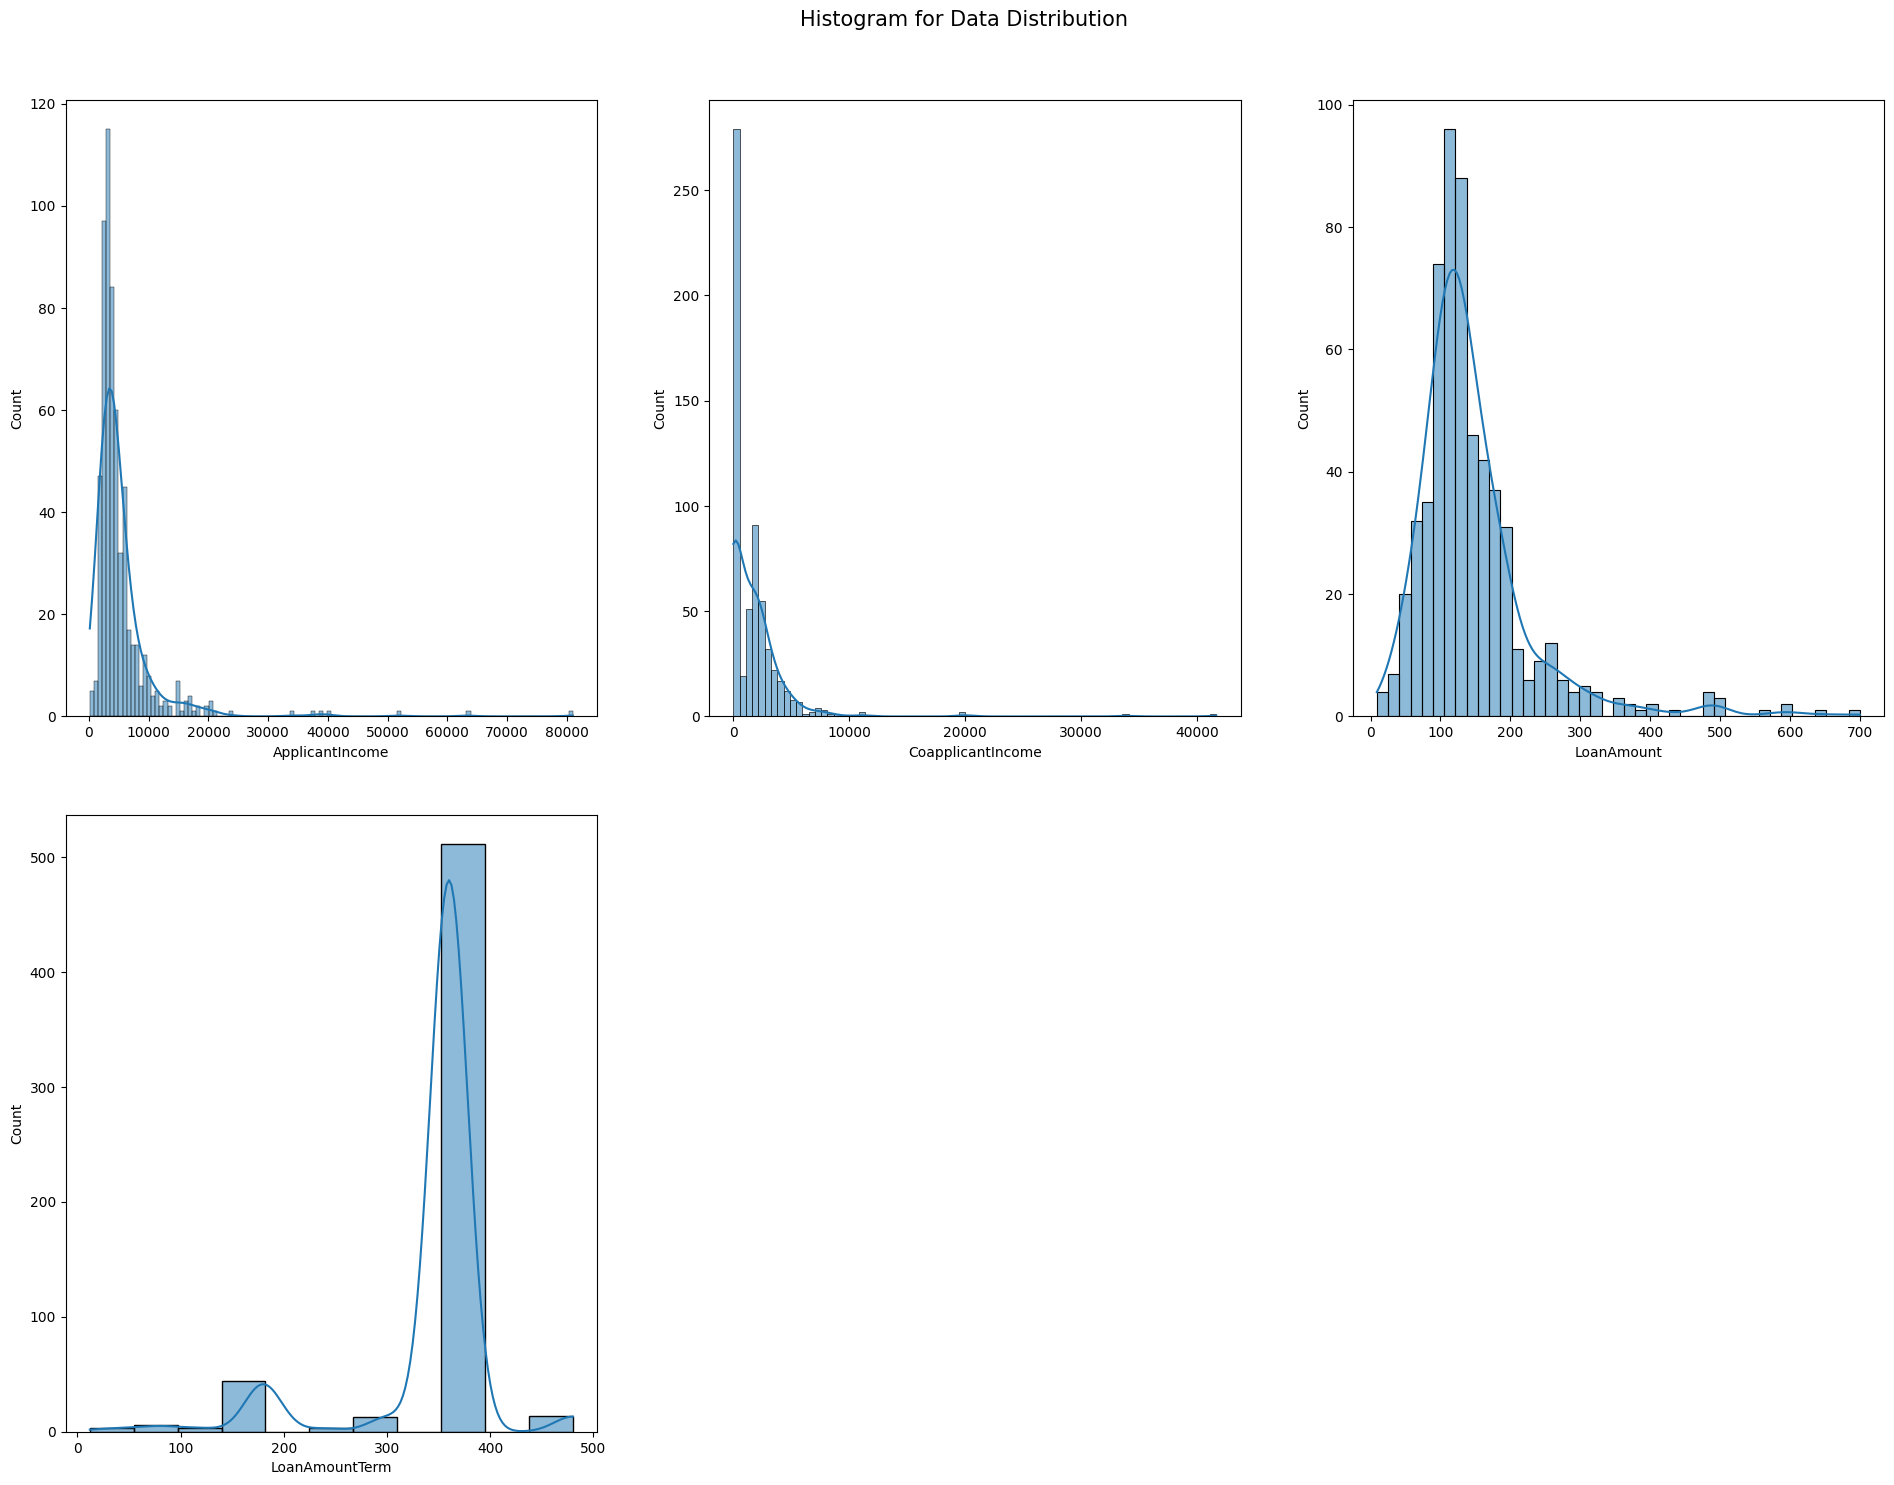 Histogram for Data Distribution
120
100
80
60
40
20
0
Count
0 10000 20000 30000 40000 50000 60000 70000 80000
ApplicantIncome
250
200
150
100
50
0
Count
0 10000 20000 30000 40000
CoapplicantIncome
100
80
60
40
20
0
Count
0 100 200 300 400 500 600 700
LoanAmount
500
400
300
200
100
0
Count
0 100 200 300 400 500
LoanAmountTerm